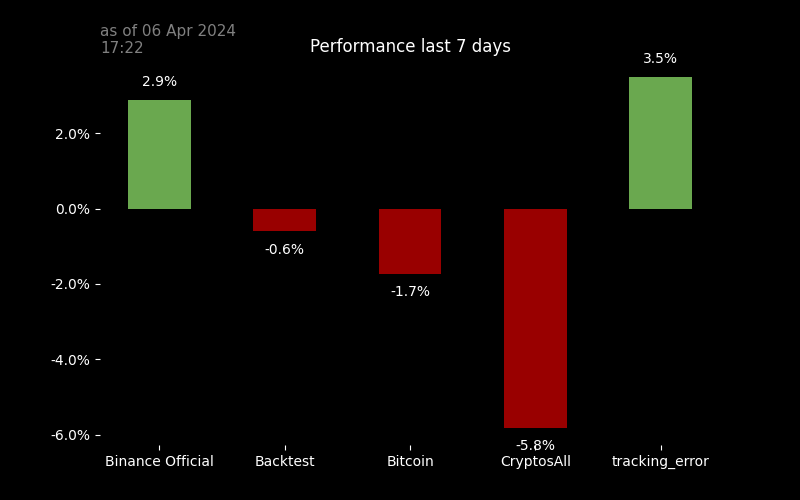 as of 06 Apr 2024
17:22
Performance last 7 days
3.5%
2.9%
2.0%
0.0%
-0.6%
-2.0%
-1.7%
-4.0%
-6.0%
-5.8%
Binance Official
Backtest
Bitcoin
CryptosAll
tracking_error